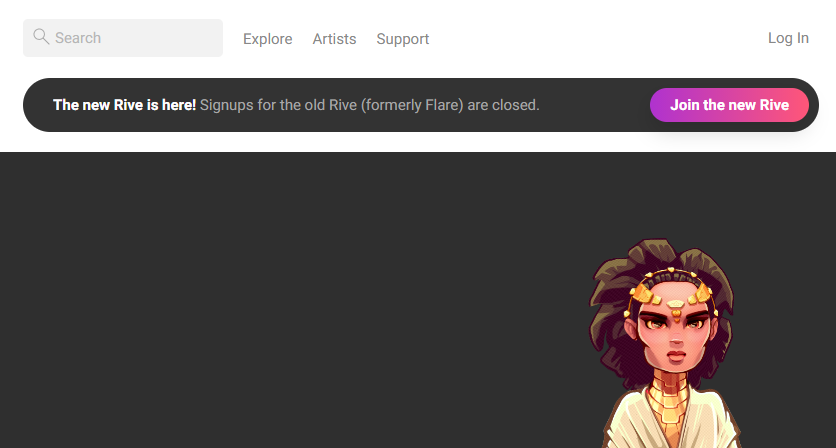 Search
Explore
Artists
Support
Log In
The new Rive is here! Signups for the old Rive (formerly Flare) are closed.
Join the new Rive